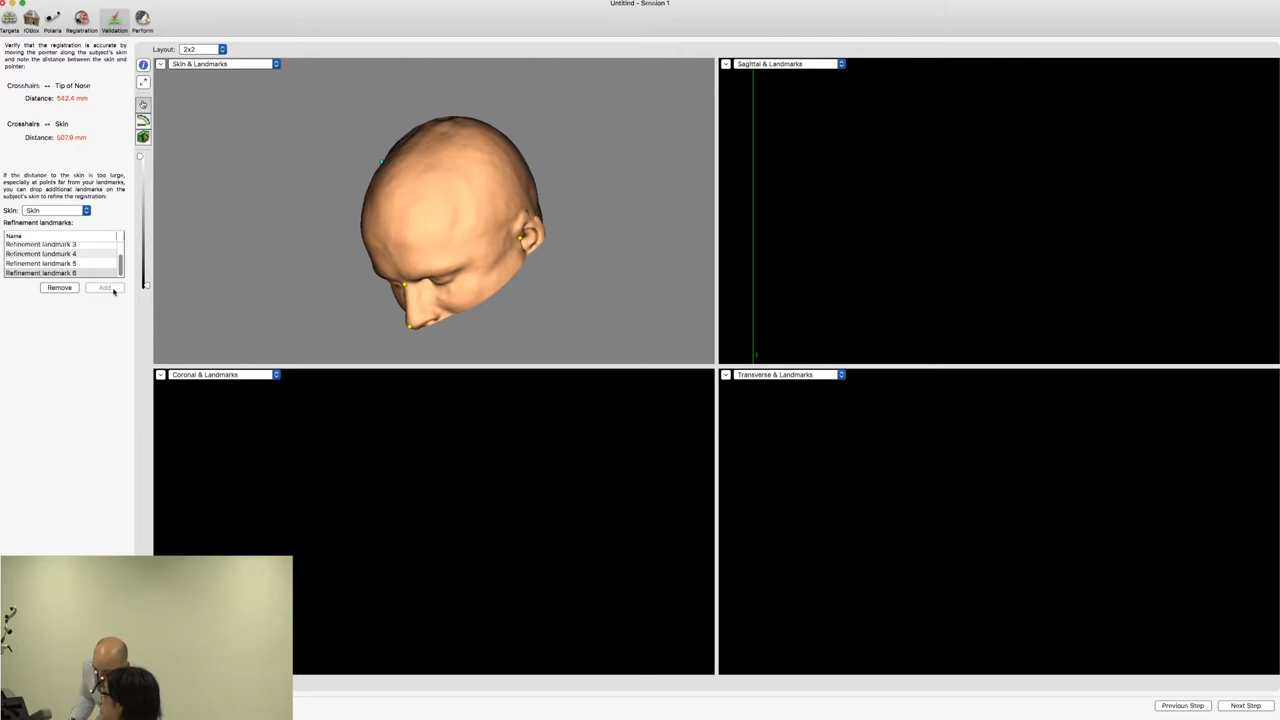 Untitled - Session 1
Targets
IOBox
Polaris
Registration
Validation
Perform
Verify that the registration is accurate by
moving the pointer along the subject's skin
and note the distance between the skin and
pointer:
Crosshairs ↔ Tip of Nose
Distance: 542.4 mm
Crosshairs ↔ Skin
Distance: 507.9 mm
If the distance to the skin is too large,
especially at points far from your landmarks,
you can drop additional landmarks on the
subject's skin to refine the registration:
Skin: Skin
Refinement landmarks:
Name
Refinement landmark 3
Refinement landmark 4
Refinement landmark 5
Refinement landmark 6
Remove
Add
Layout: 2x2
Skin & Landmarks
Sagittal & Landmarks
Coronal & Landmarks
Transverse & Landmarks
Previous Step
Next Step